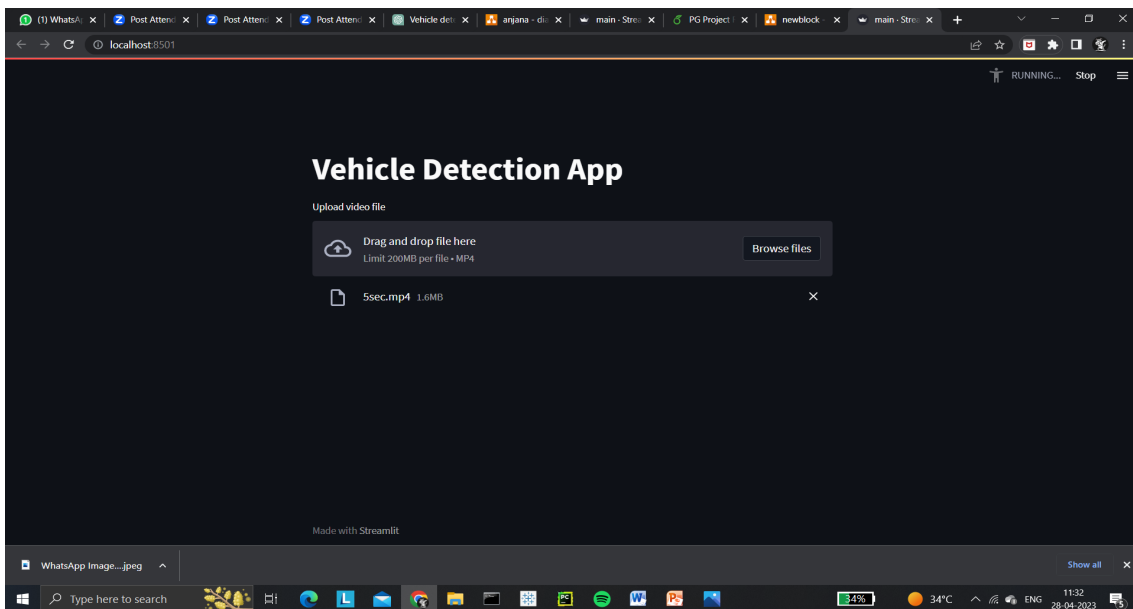 (1) WhatsA Post Attend Post Attend Post Attend Vehicle dete anjana - dia main · Strea PG Project newblock - main · Strea
localhost:8501
RUNNING... Stop
Vehicle Detection App
Upload video file
Drag and drop file here
Limit 200MB per file • MP4
Browse files
5sec.mp4 1.6MB
Made with Streamlit
WhatsApp Image....jpeg
Show all
Type here to search
34%
34°C
ENG
11:32
28-04-2023